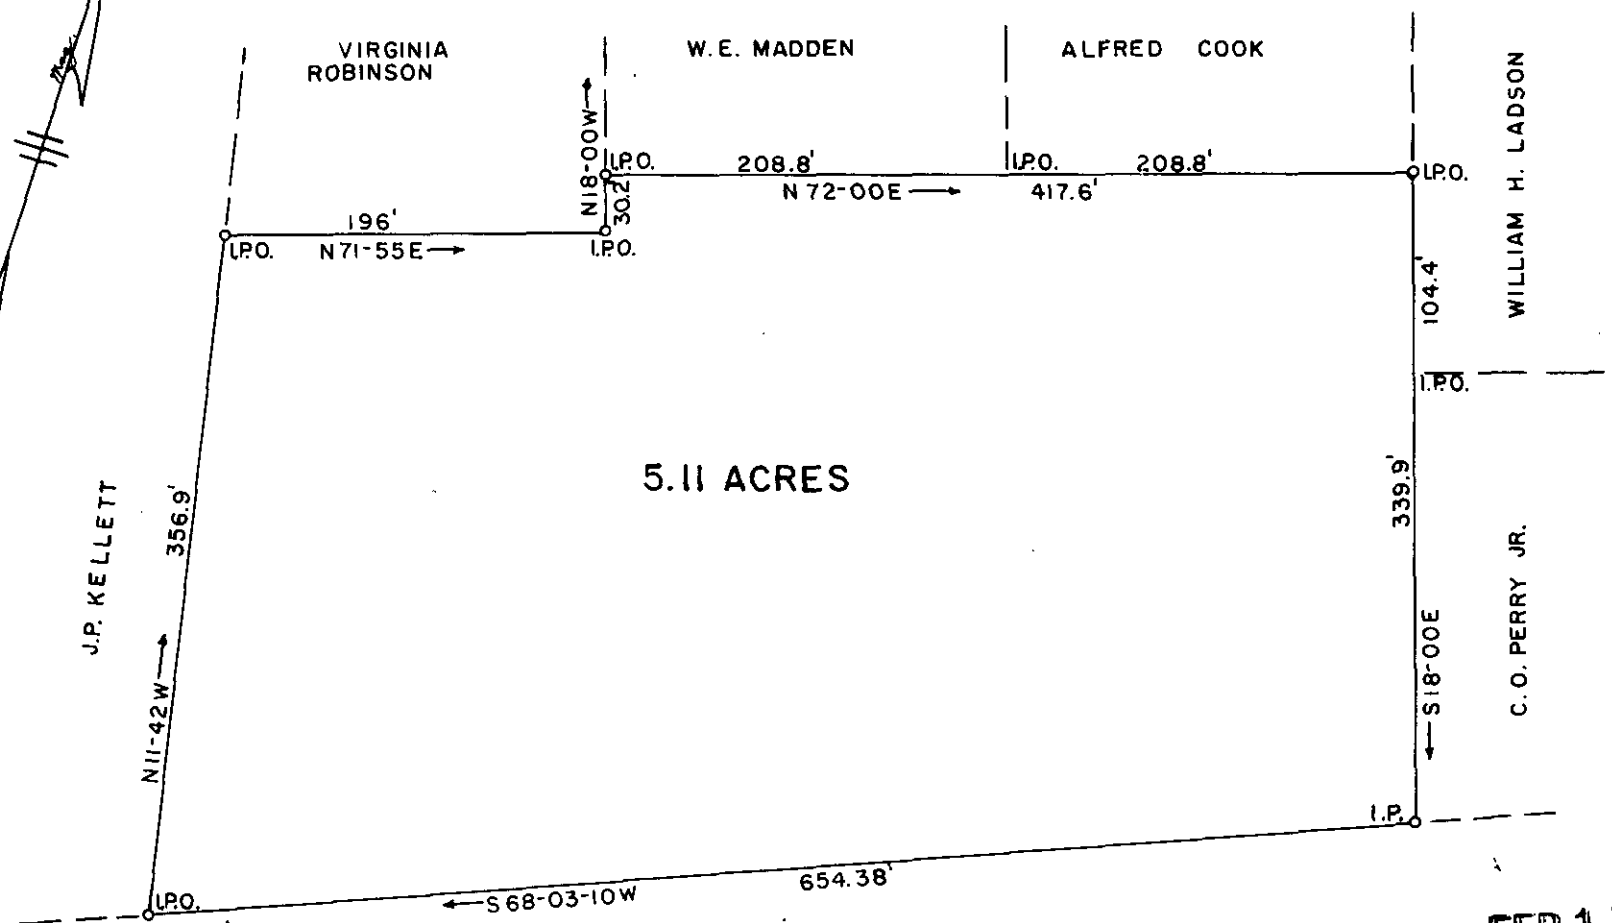 VIRGINIA
ROBINSON
W. E. MADDEN
ALFRED COOK
WILLIAM H. LADSON
N18-00W
30.2'
I.P.O.
208.8'
I.P.O.
208.8'
I.P.O.
N 72-00E
417.6'
196'
I.P.O.
N71-55E
I.P.O.
104.4'
I.P.O.
5.11 ACRES
J.P. KELLETT
356.9'
N11-42W
339.9'
S18-00E
C. O. PERRY JR.
I.P.
I.P.O.
S 68-03-10W
654.38'